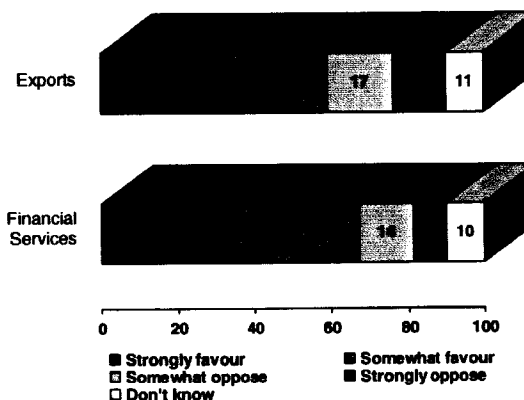 Exports
17
11
Financial
Services
10
0 20 40 60 80 100
Strongly favour Somewhat favour
Somewhat oppose Strongly oppose
Don't know